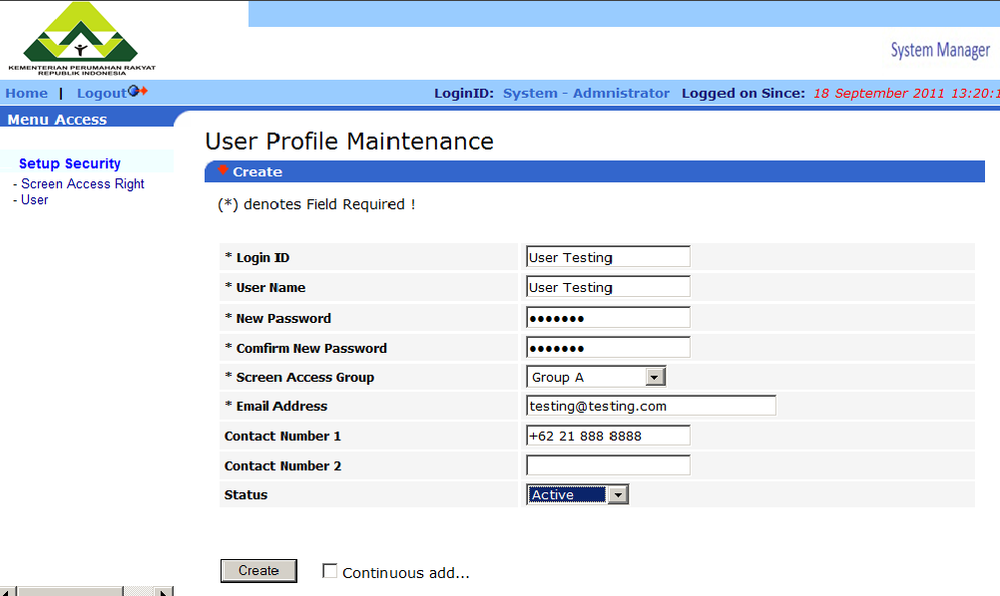 KEMENTERIAN PERUMAHAN RAKYAT
REPUBLIK INDONESIA
System Manager
Home | Logout
LoginID: System - Admnistrator Logged on Since: 18 September 2011 13:20:1
Menu Access
Setup Security
- Screen Access Right
- User
User Profile Maintenance
Create
(*) denotes Field Required !
* Login ID User Testing
* User Name User Testing
* New Password •••••••
* Comfirm New Password •••••••
* Screen Access Group Group A
* Email Address testing@testing.com
Contact Number 1 +62 21 888 8888
Contact Number 2
Status Active
Create Continuous add...